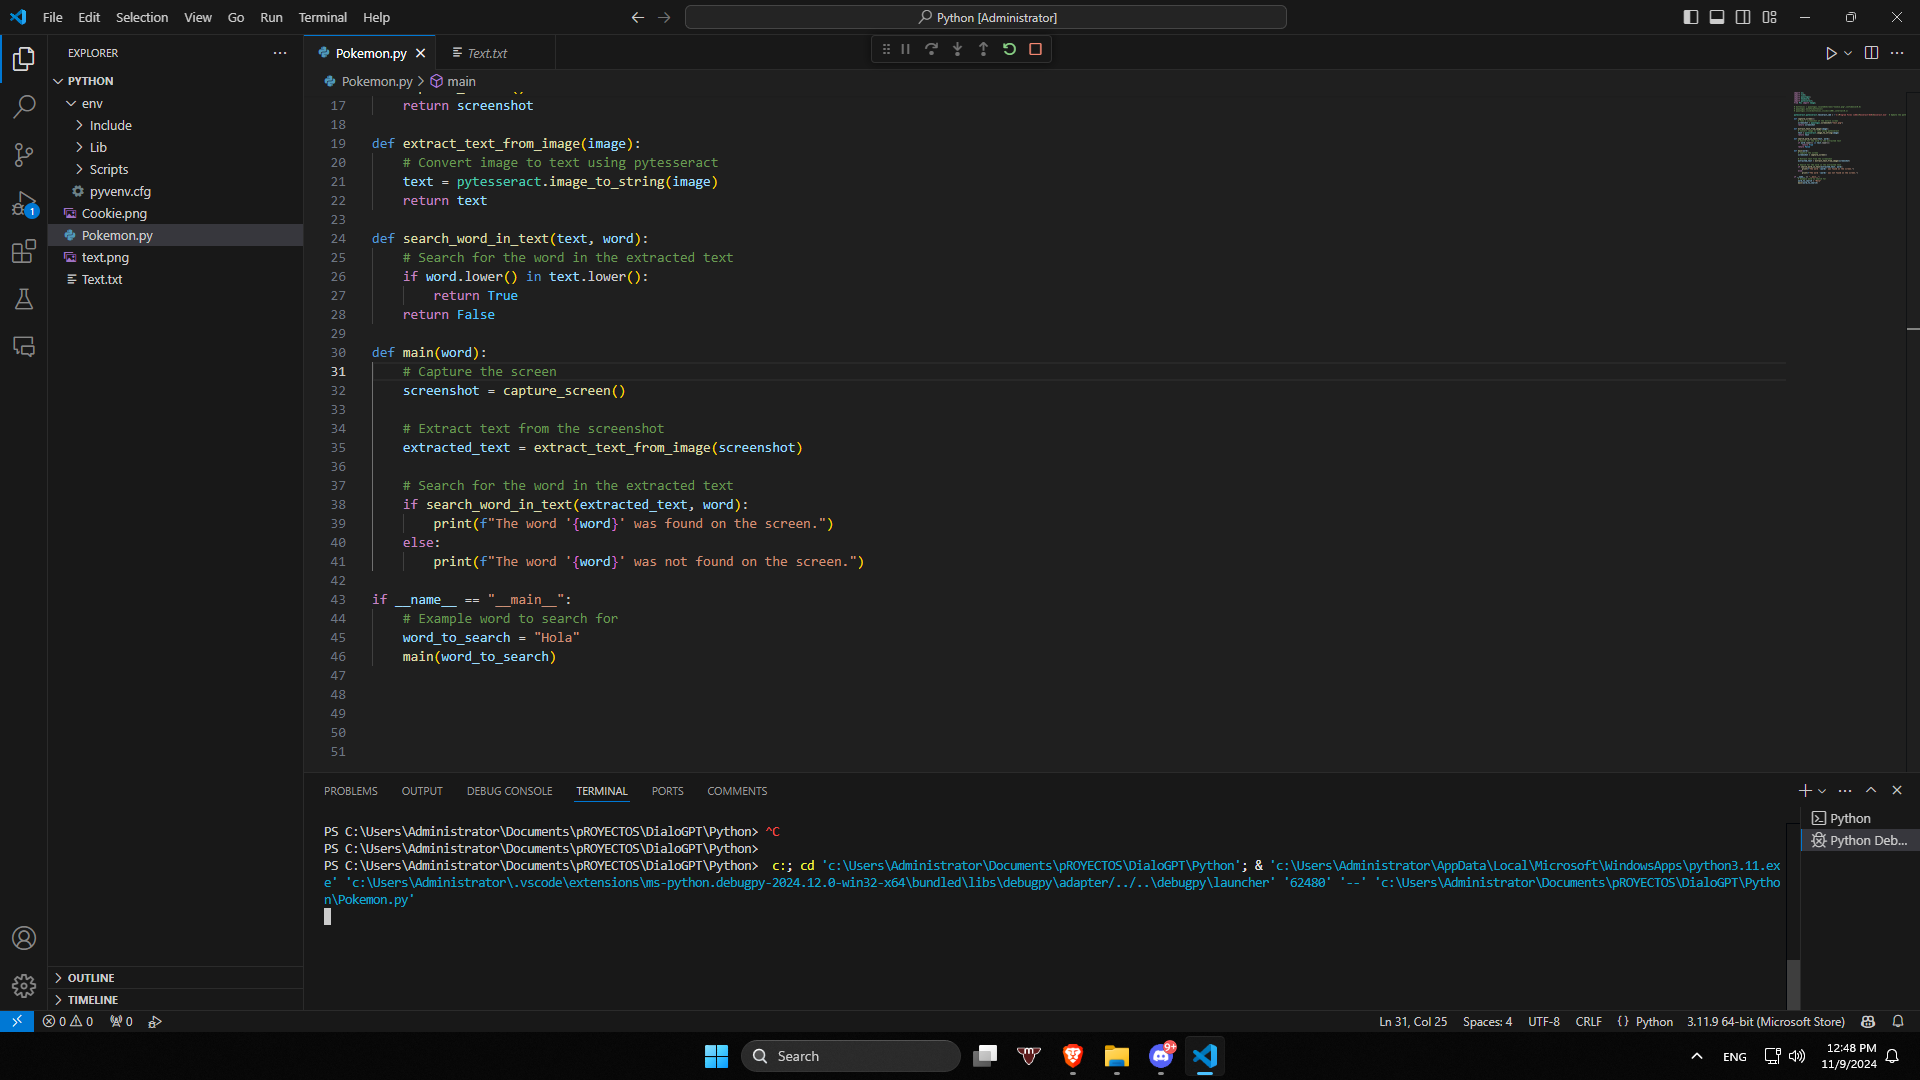 File Edit Selection View Go Run Terminal Help
Python [Administrator]
EXPLORER
PYTHON
env
Include
Lib
Scripts
pyvenv.cfg
Cookie.png
Pokemon.py
text.png
Text.txt
OUTLINE
TIMELINE
1
Pokemon.py
Text.txt
Pokemon.py > main
17 return screenshot
18
19 def extract_text_from_image(image):
20 # Convert image to text using pytesseract
21 text = pytesseract.image_to_string(image)
22 return text
23
24 def search_word_in_text(text, word):
25 # Search for the word in the extracted text
26 if word.lower() in text.lower():
27 return True
28 return False
29
30 def main(word):
31 # Capture the screen
32 screenshot = capture_screen()
33
34 # Extract text from the screenshot
35 extracted_text = extract_text_from_image(screenshot)
36
37 # Search for the word in the extracted text
38 if search_word_in_text(extracted_text, word):
39 print(f"The word '{word}' was found on the screen.")
40 else:
41 print(f"The word '{word}' was not found on the screen.")
42
43 if __name__ == "__main__":
44 # Example word to search for
45 word_to_search = "Hola"
46 main(word_to_search)
47
48
49
50
51
PROBLEMS OUTPUT DEBUG CONSOLE TERMINAL PORTS COMMENTS
PS C:\Users\Administrator\Documents\pROYECTOS\DialoGPT\Python> ^C
PS C:\Users\Administrator\Documents\pROYECTOS\DialoGPT\Python>
PS C:\Users\Administrator\Documents\pROYECTOS\DialoGPT\Python> c:; cd 'c:\Users\Administrator\Documents\pROYECTOS\DialoGPT\Python'; & 'c:\Users\Administrator\AppData\Local\Microsoft\WindowsApps\python3.11.ex
e' 'c:\Users\Administrator\.vscode\extensions\ms-python.debugpy-2024.12.0-win32-x64\bundled\libs\debugpy\adapter/../..\debugpy\launcher' '62480' '--' 'c:\Users\Administrator\Documents\pROYECTOS\DialoGPT\Pytho
n\Pokemon.py'
Python
Python Deb...
0 0 0
Ln 31, Col 25 Spaces: 4 UTF-8 CRLF {} Python 3.11.9 64-bit (Microsoft Store)
Search
9+
ENG
12:48 PM
11/9/2024